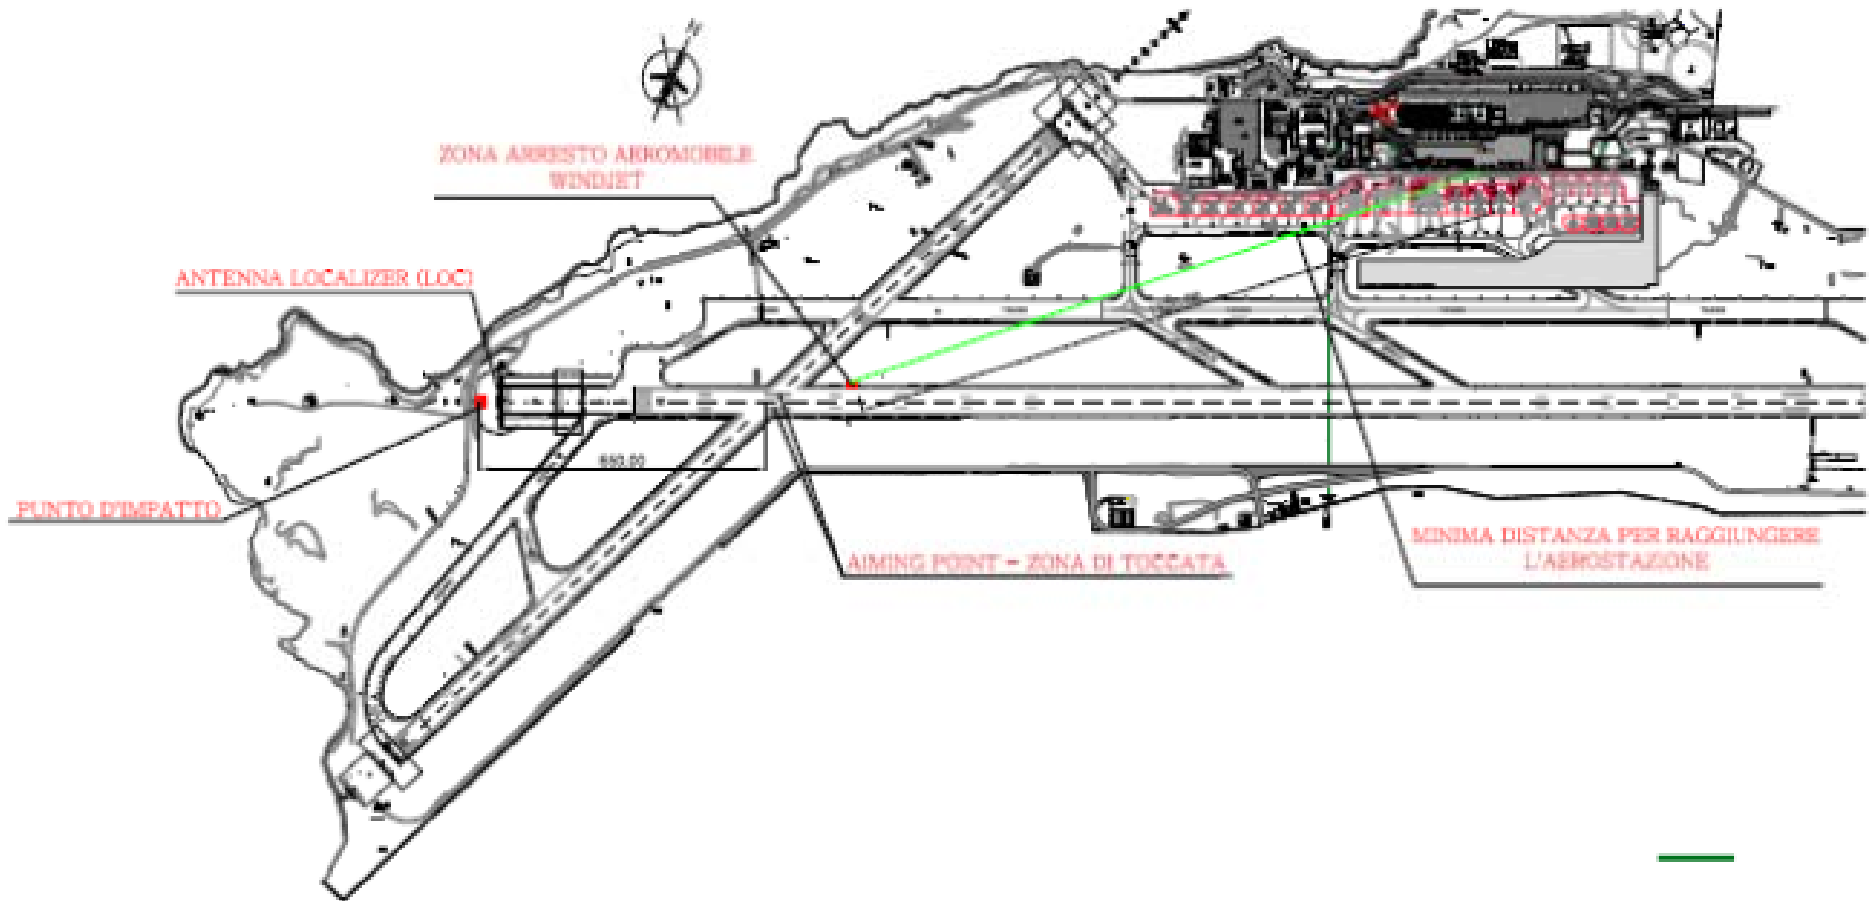 N
ZONA ARRESTO AEROMOBILE
WINDJET
ANTENNA LOCALIZER (LOC)
PUNTO D'IMPATTO
AIMING POINT - ZONA DI TOCCATA
MINIMA DISTANZA PER RAGGIUNGERE
L'AEROSTAZIONE